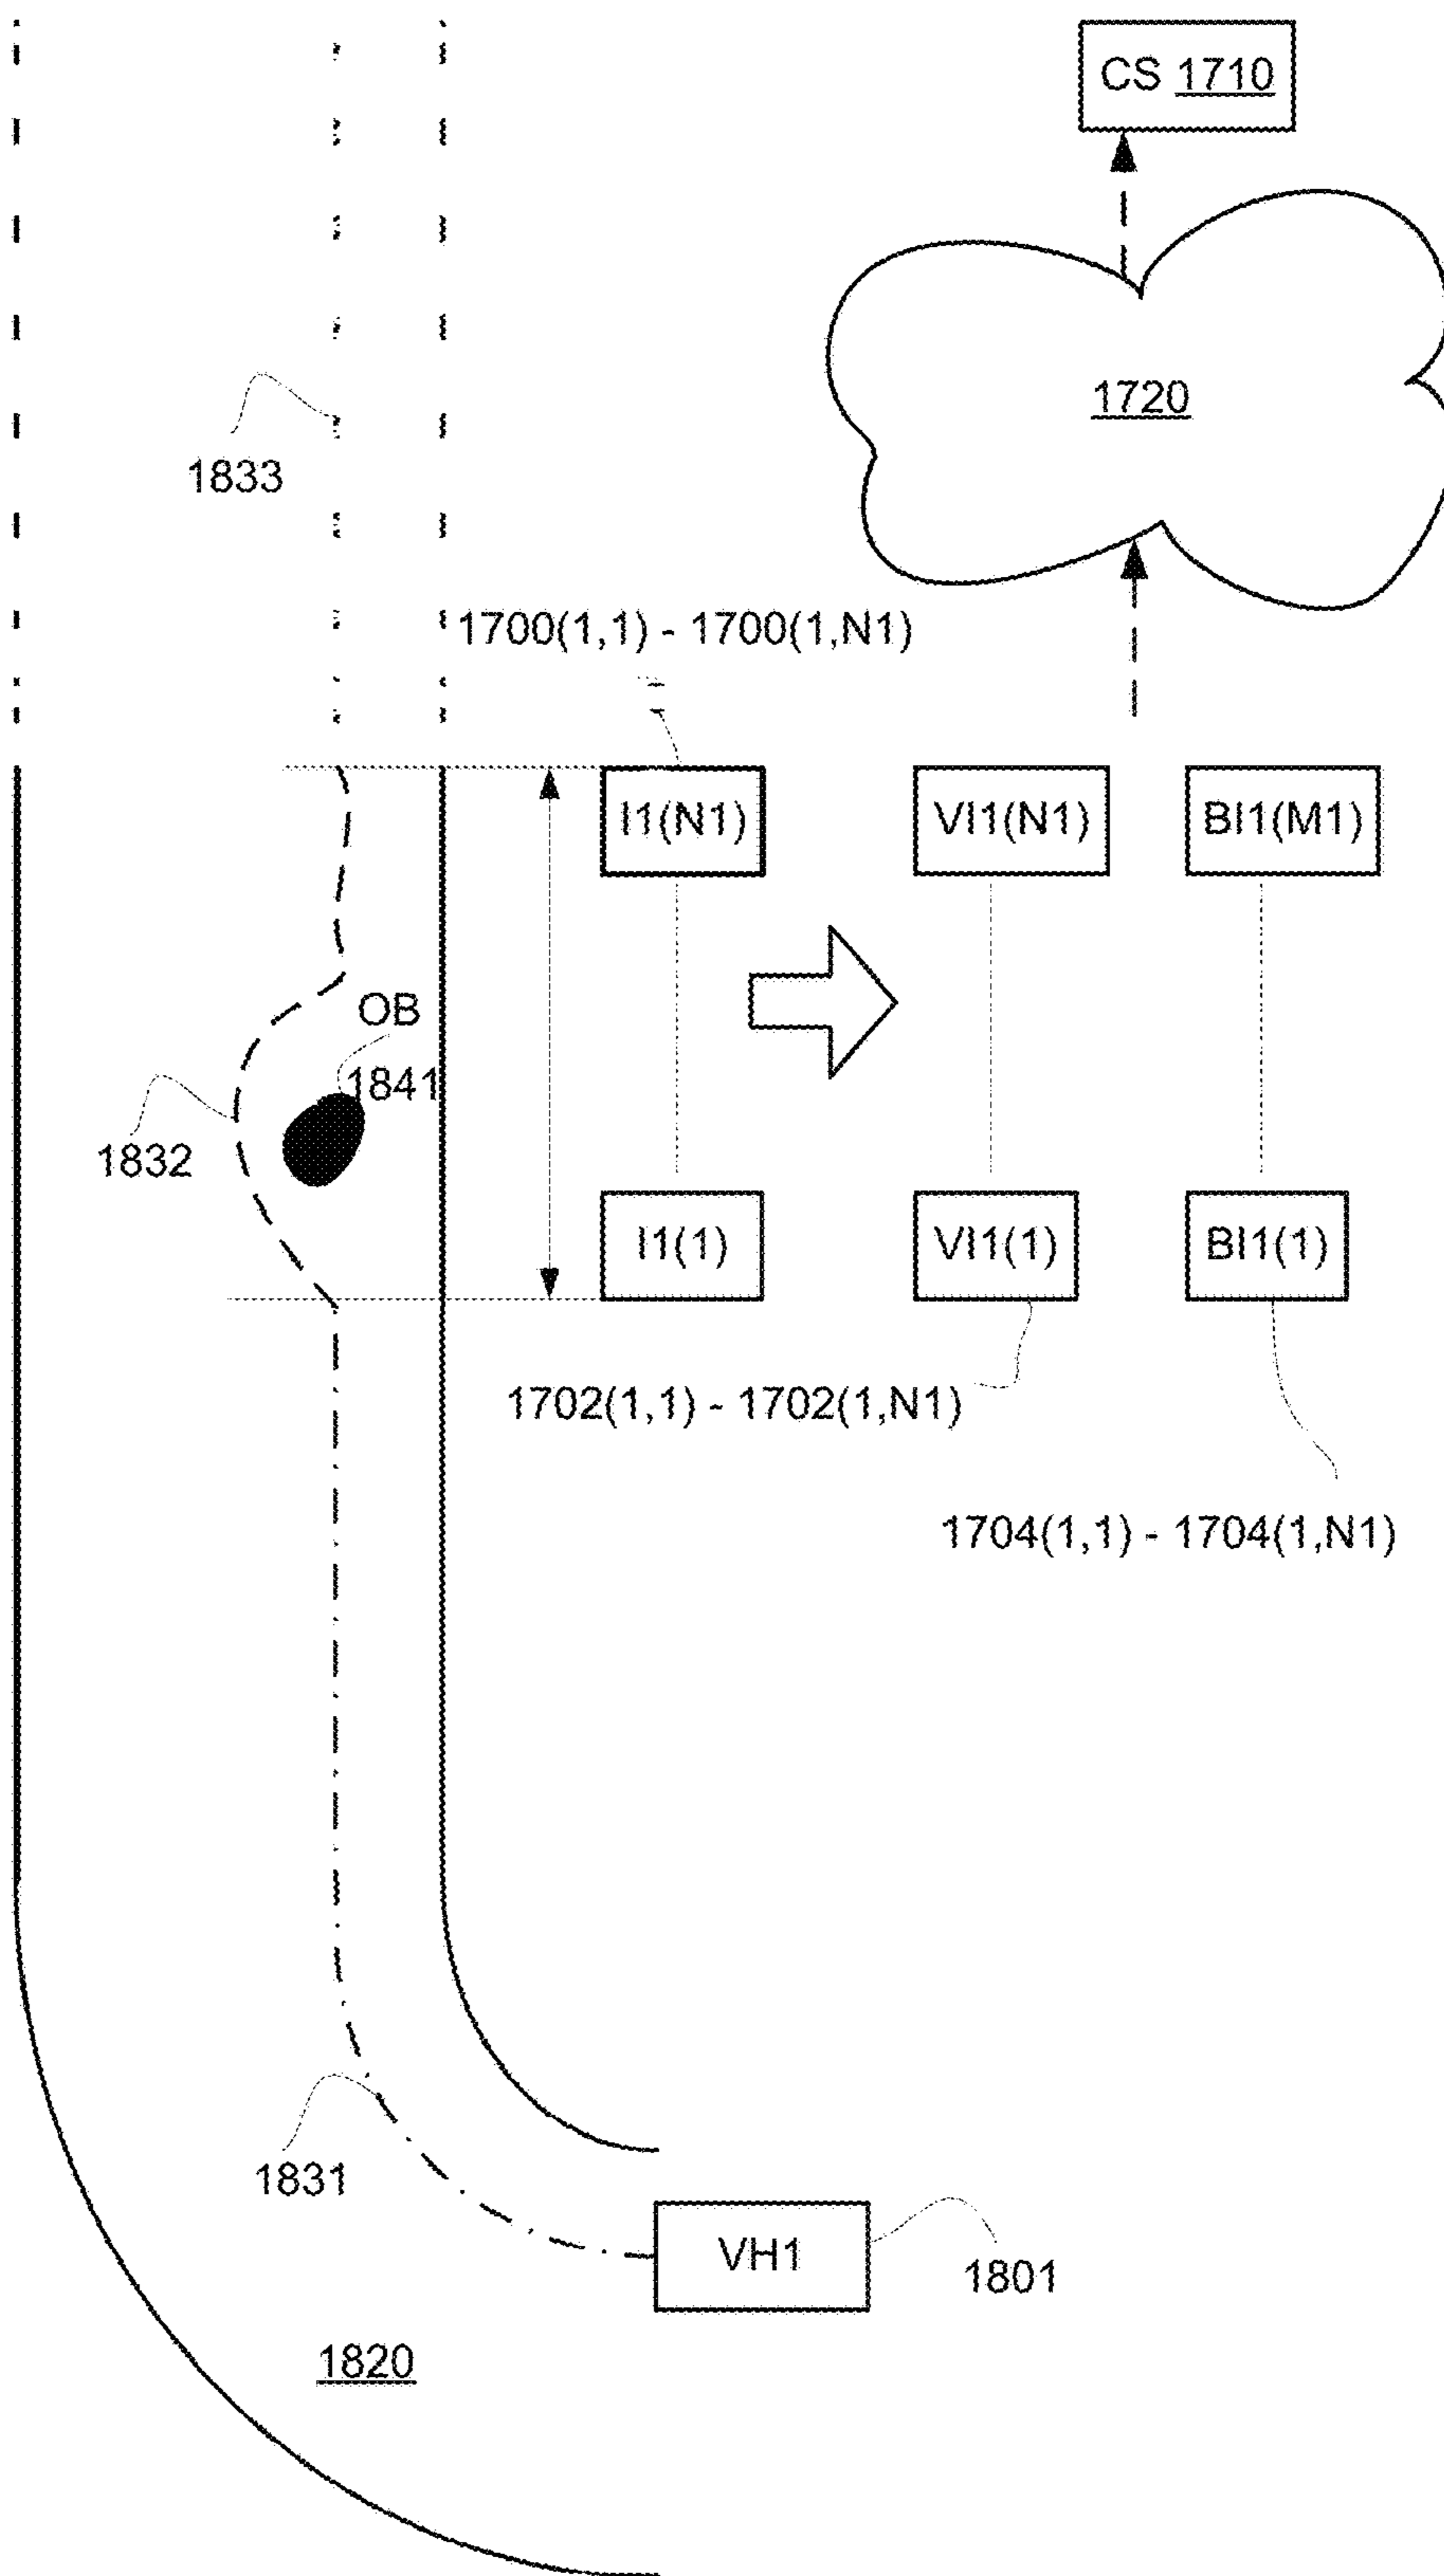 CS 1710
1720
1833
1700(1,1) - 1700(1,N1)
I1(N1)
VI1(N1)
BI1(M1)
OB
1841
1832
I1(1)
VI1(1)
BI1(1)
1702(1,1) - 1702(1,N1)
1704(1,1) - 1704(1,N1)
1831
VH1
1801
1820